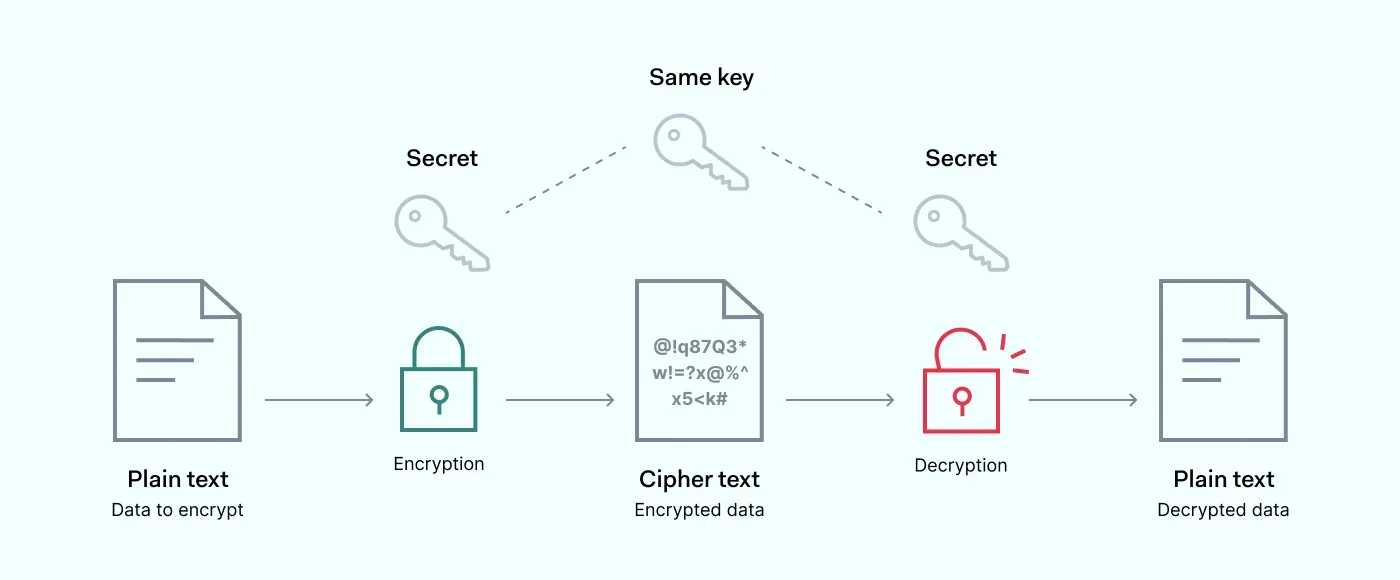 Same key
Secret
Secret
@!q87Q3*
w!=?x@%^
x5<k#
Encryption
Decryption
Plain text
Data to encrypt
Cipher text
Encrypted data
Plain text
Decrypted data